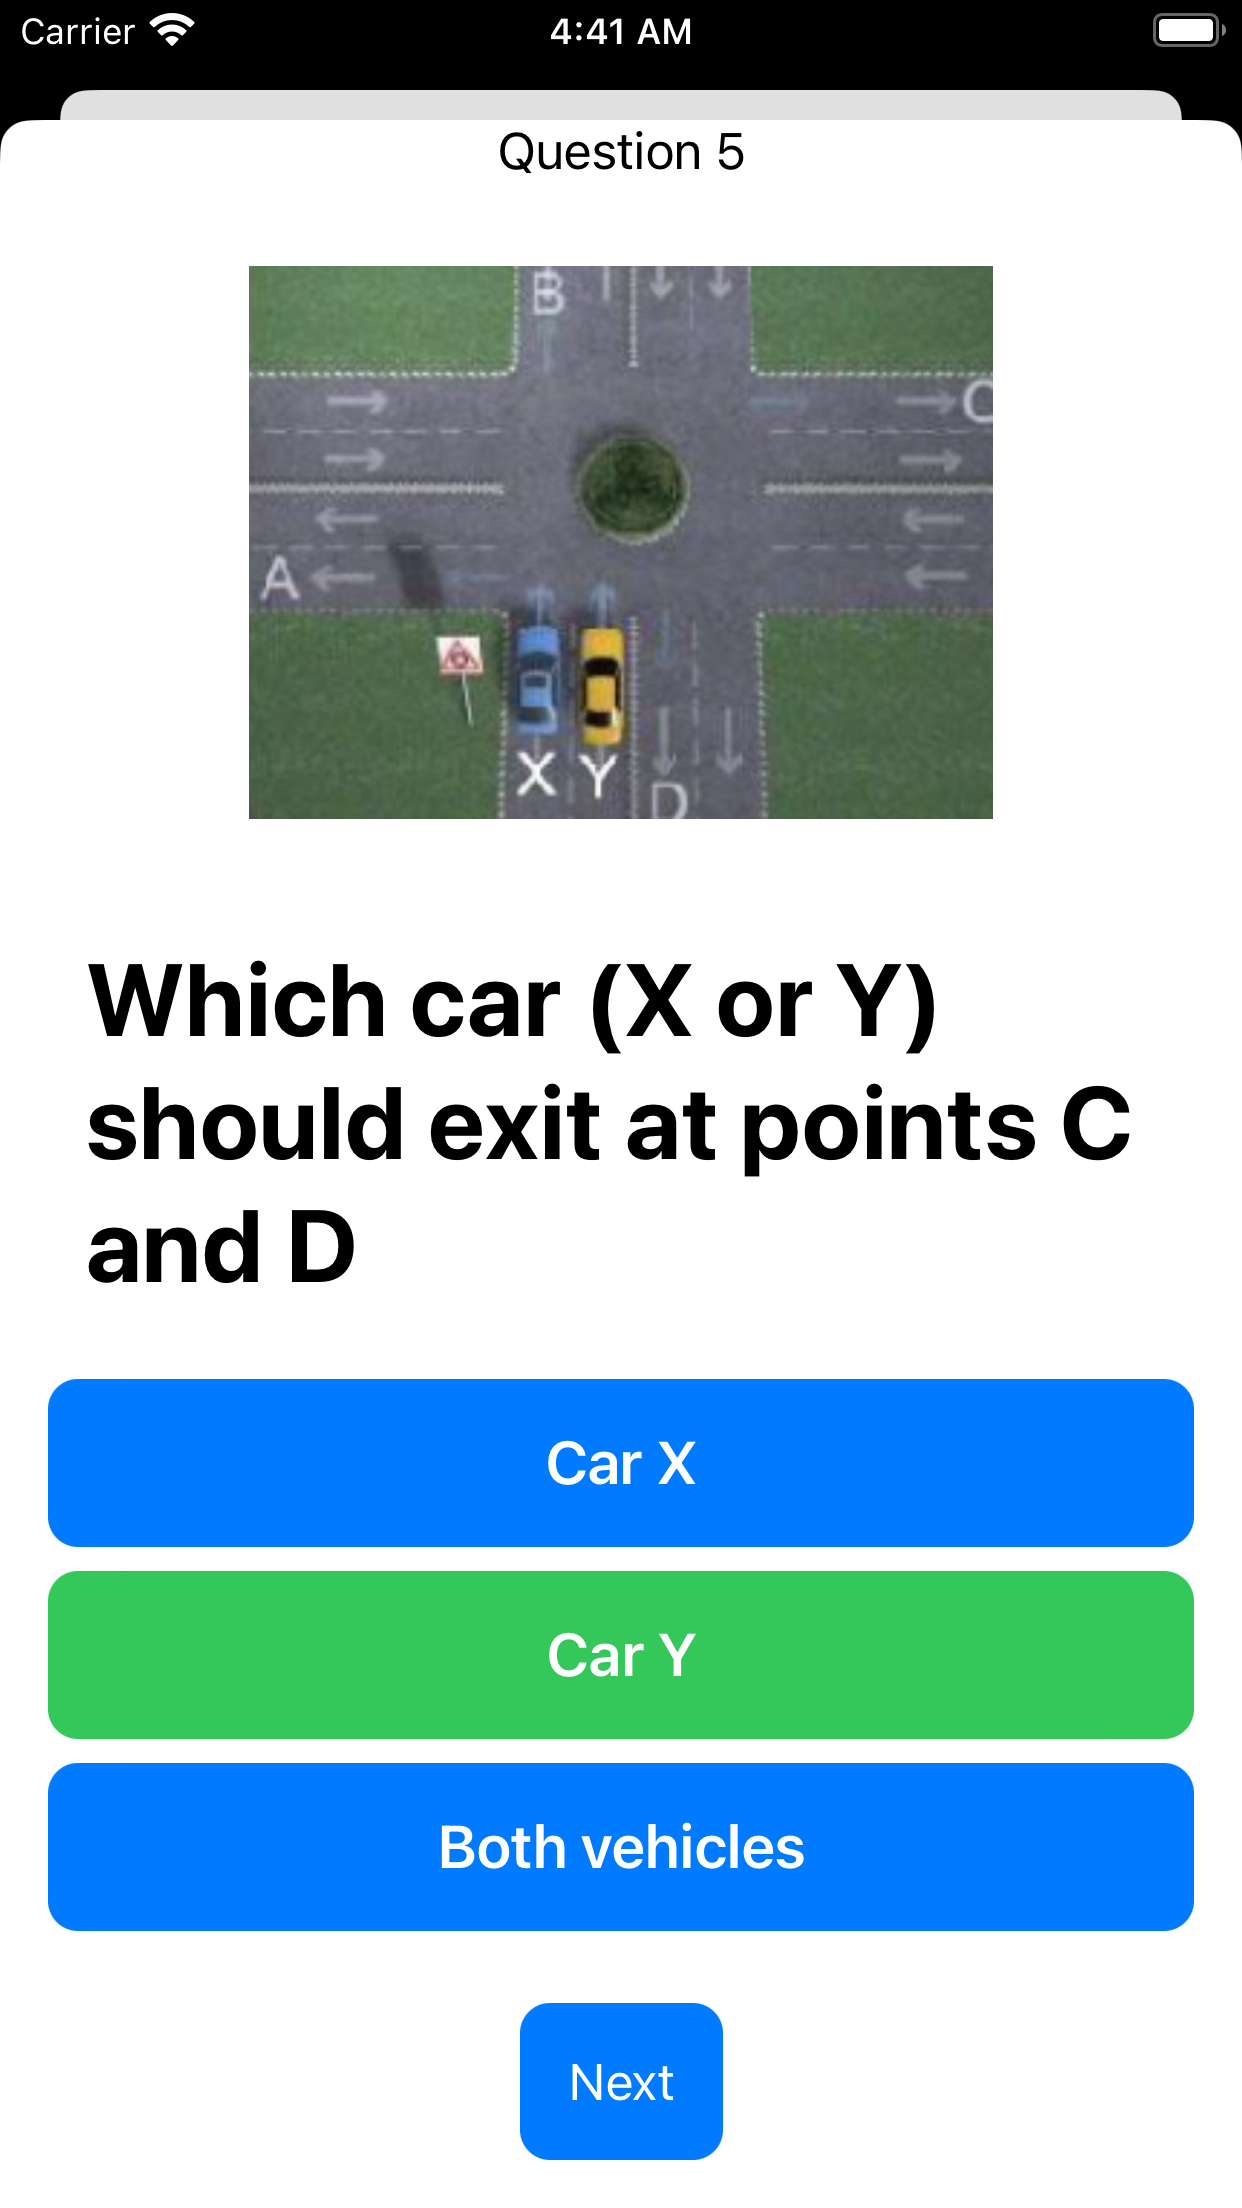 Carrier 4:41 AM
Question 5
B
C
A
X Y
D
Which car (X or Y)
should exit at points C
and D
Car X
Car Y
Both vehicles
Next